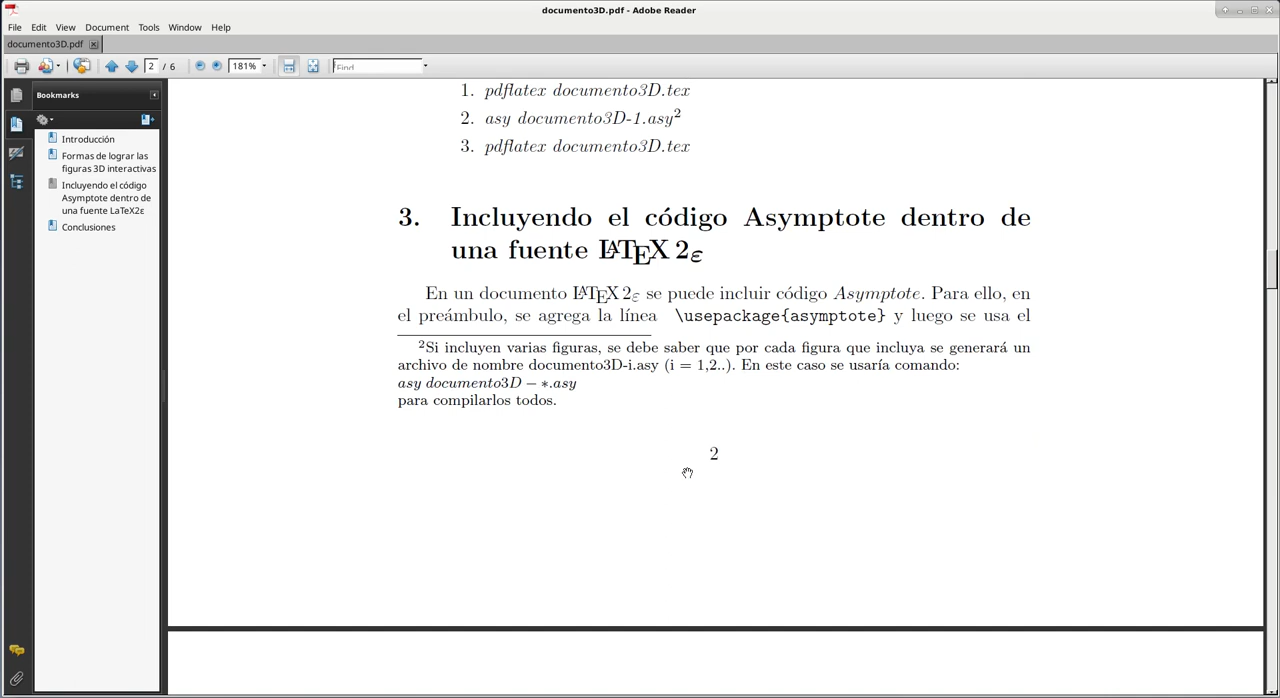 documento3D.pdf - Adobe Reader
File Edit View Document Tools Window Help
documento3D.pdf
2 / 6 181% Find
Bookmarks
Introducción
Formas de lograr las
figuras 3D interactivas
Incluyendo el código
Asymptote dentro de
una fuente LaTeX2ε
Conclusiones
1. pdflatex documento3D.tex
2. asy documento3D-1.asy²
3. pdflatex documento3D.tex
3. Incluyendo el código Asymptote dentro de
una fuente LATEX 2ε
En un documento LATEX 2ε se puede incluir código Asymptote. Para ello, en
el preámbulo, se agrega la línea \usepackage{asymptote} y luego se usa el
²Si incluyen varias figuras, se debe saber que por cada figura que incluya se generará un
archivo de nombre documento3D-i.asy (i = 1,2..). En este caso se usaría comando:
asy documento3D − ∗.asy
para compilarlos todos.
2